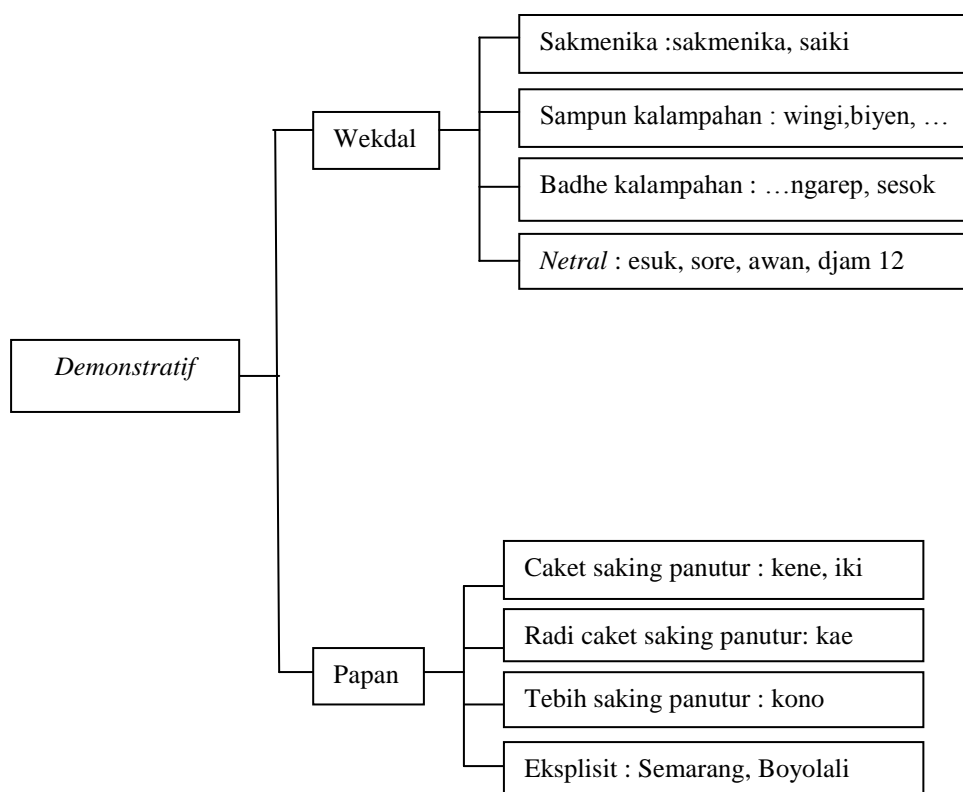 Sakmenika :sakmenika, saiki
Sampun kalampahan : wingi,biyen, …
Wekdal
Badhe kalampahan : …ngarep, sesok
Netral : esuk, sore, awan, djam 12
Demonstratif
Caket saking panutur : kene, iki
Radi caket saking panutur: kae
Papan
Tebih saking panutur : kono
Eksplisit : Semarang, Boyolali